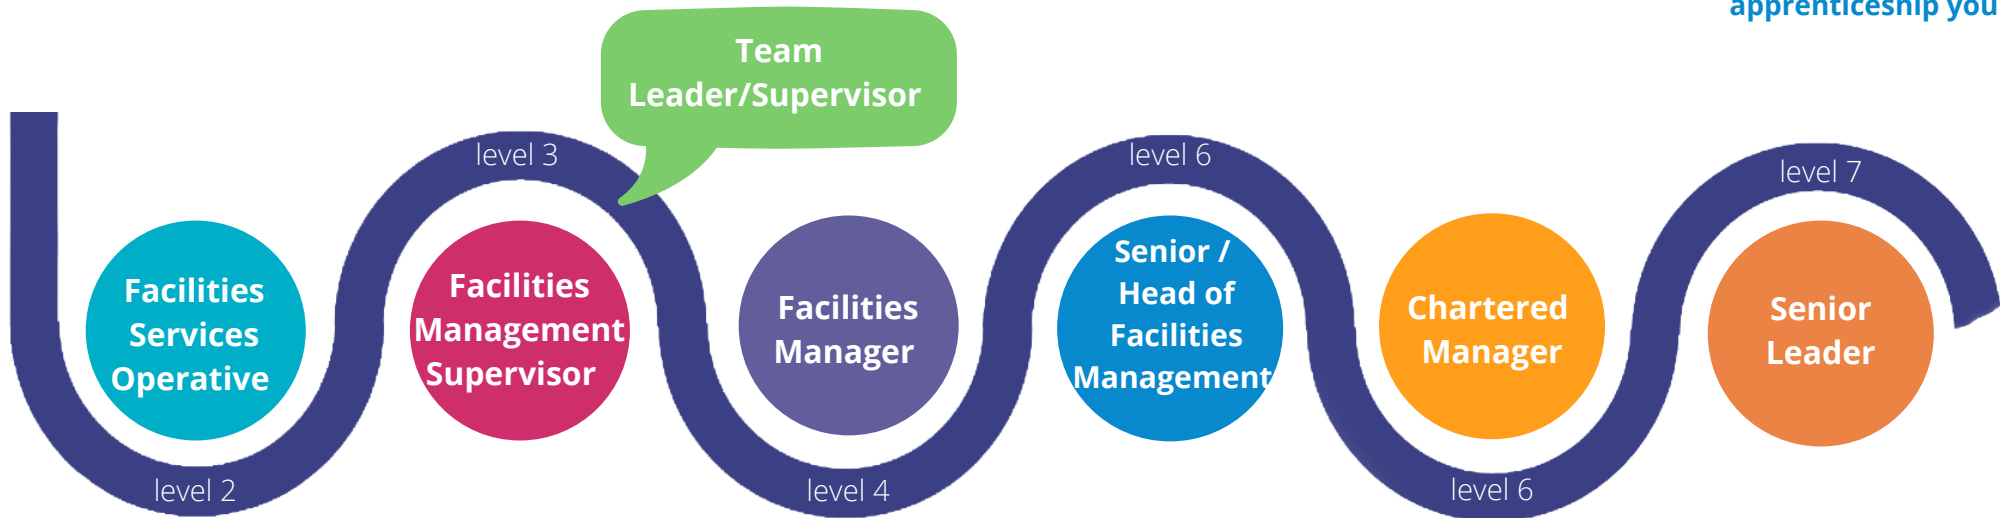 apprenticeship you
Team
Leader/Supervisor
level 3
level 6
level 7
Facilities
Services
Operative
Facilities
Management
Supervisor
Facilities
Manager
Senior /
Head of
Facilities
Management
Chartered
Manager
Senior
Leader
level 2
level 4
level 6